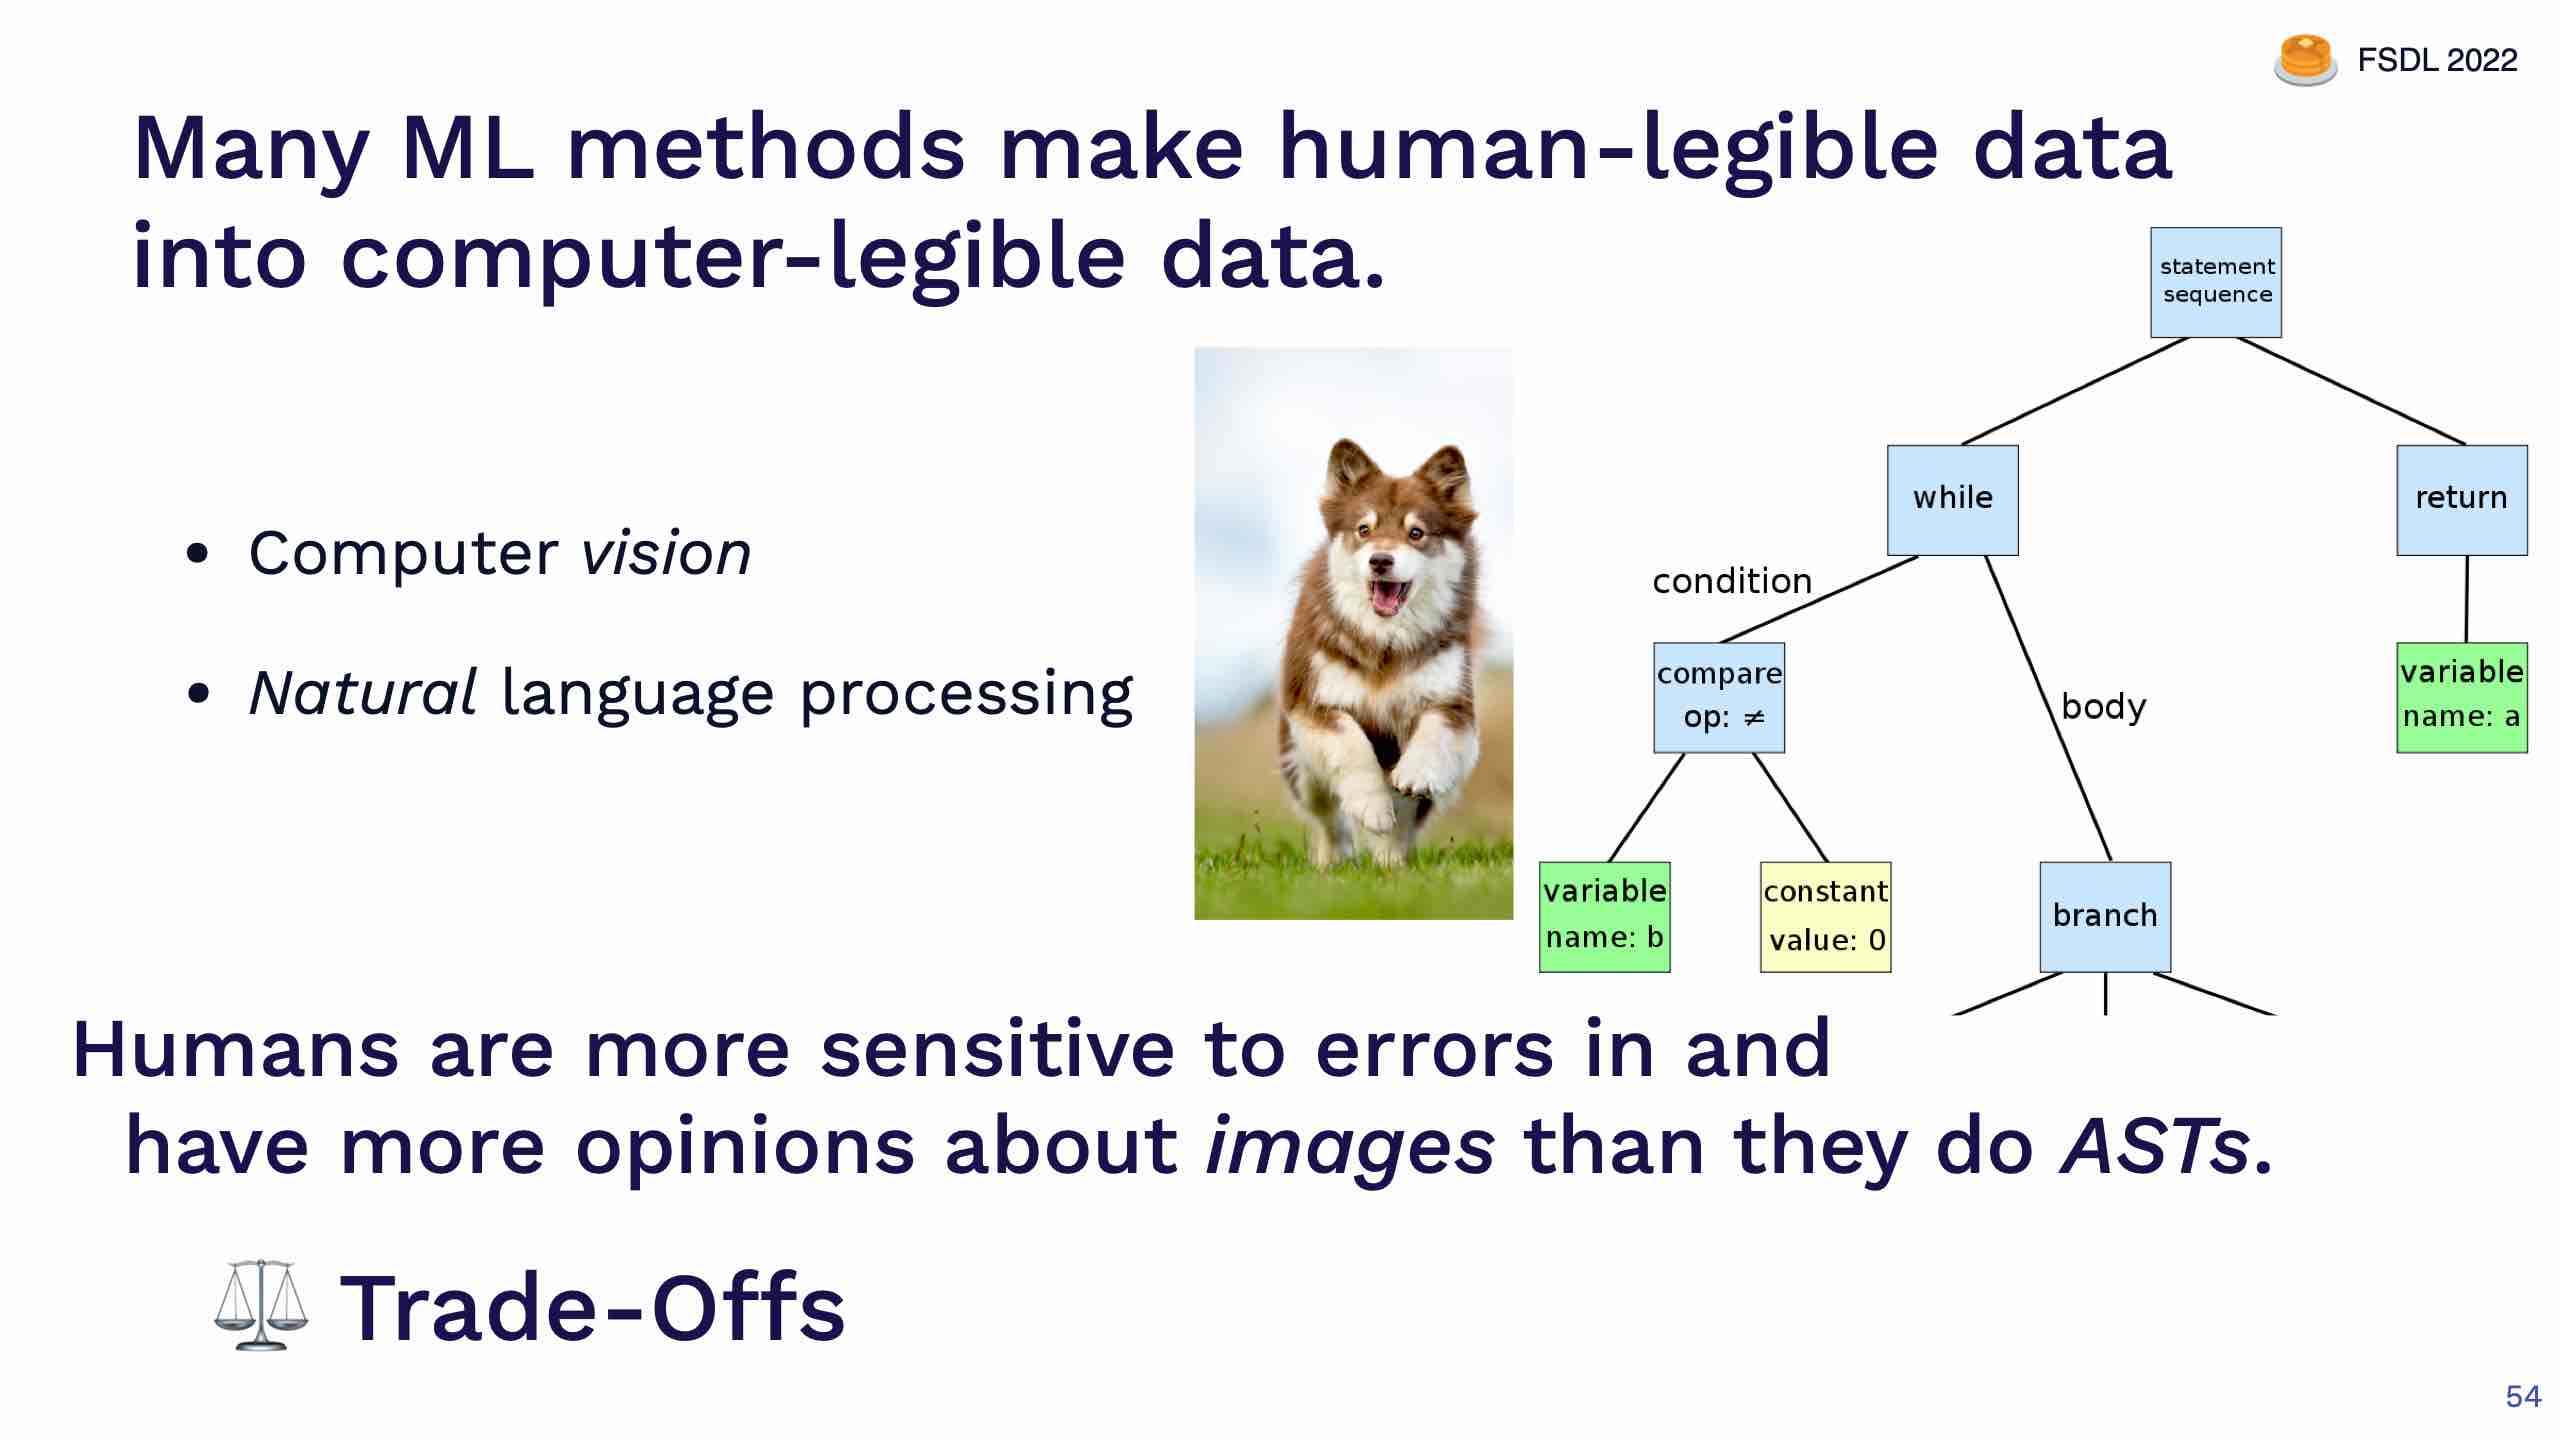 FSDL 2022
Many ML methods make human-legible data
into computer-legible data.
• Computer vision
• Natural language processing
statement
sequence
while
return
condition
compare
op: ≠
body
variable
name: a
variable
name: b
constant
value: 0
branch
Humans are more sensitive to errors in and
have more opinions about images than they do ASTs.
Trade-Offs
54